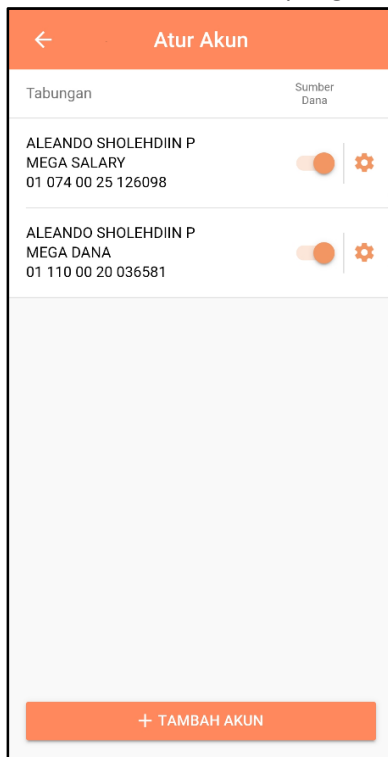 Atur Akun
Tabungan
Sumber
Dana
ALEANDO SHOLEHDIIN P
MEGA SALARY
01 074 00 25 126098
ALEANDO SHOLEHDIIN P
MEGA DANA
01 110 00 20 036581
+ TAMBAH AKUN